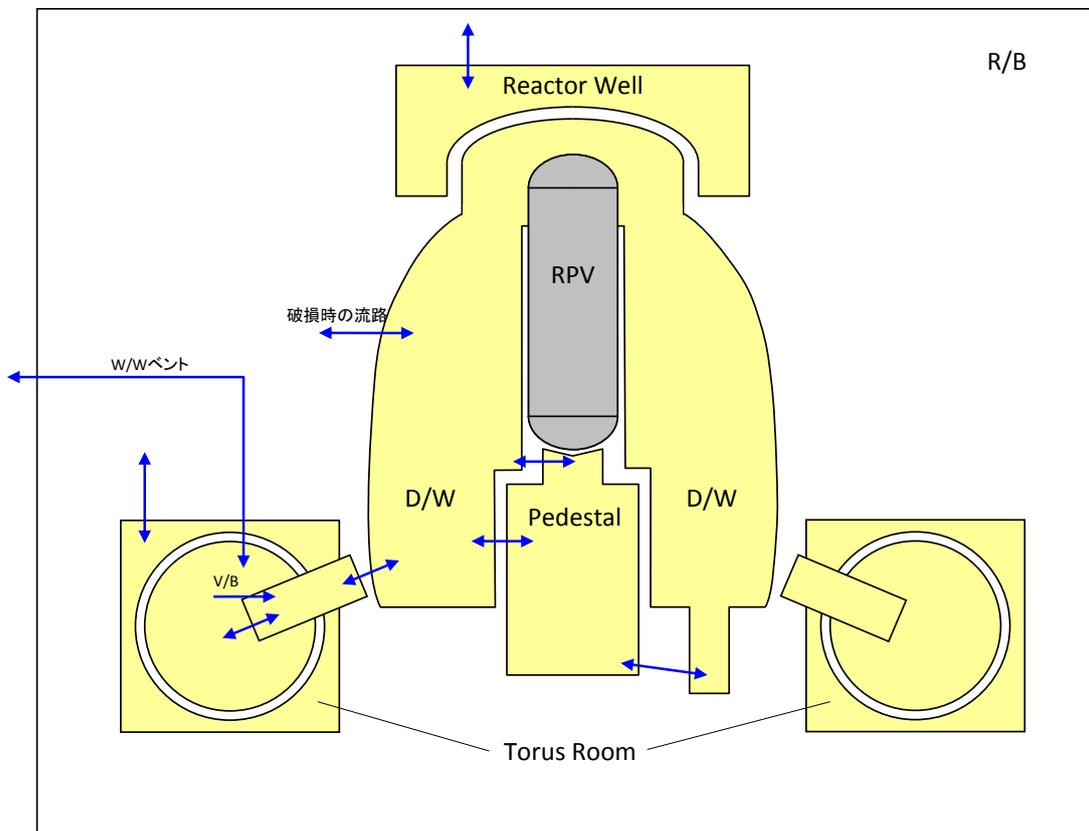 R/B
Reactor Well
RPV
破損時の流路
W/Wベント
D/W
D/W
Pedestal
V/B
Torus Room